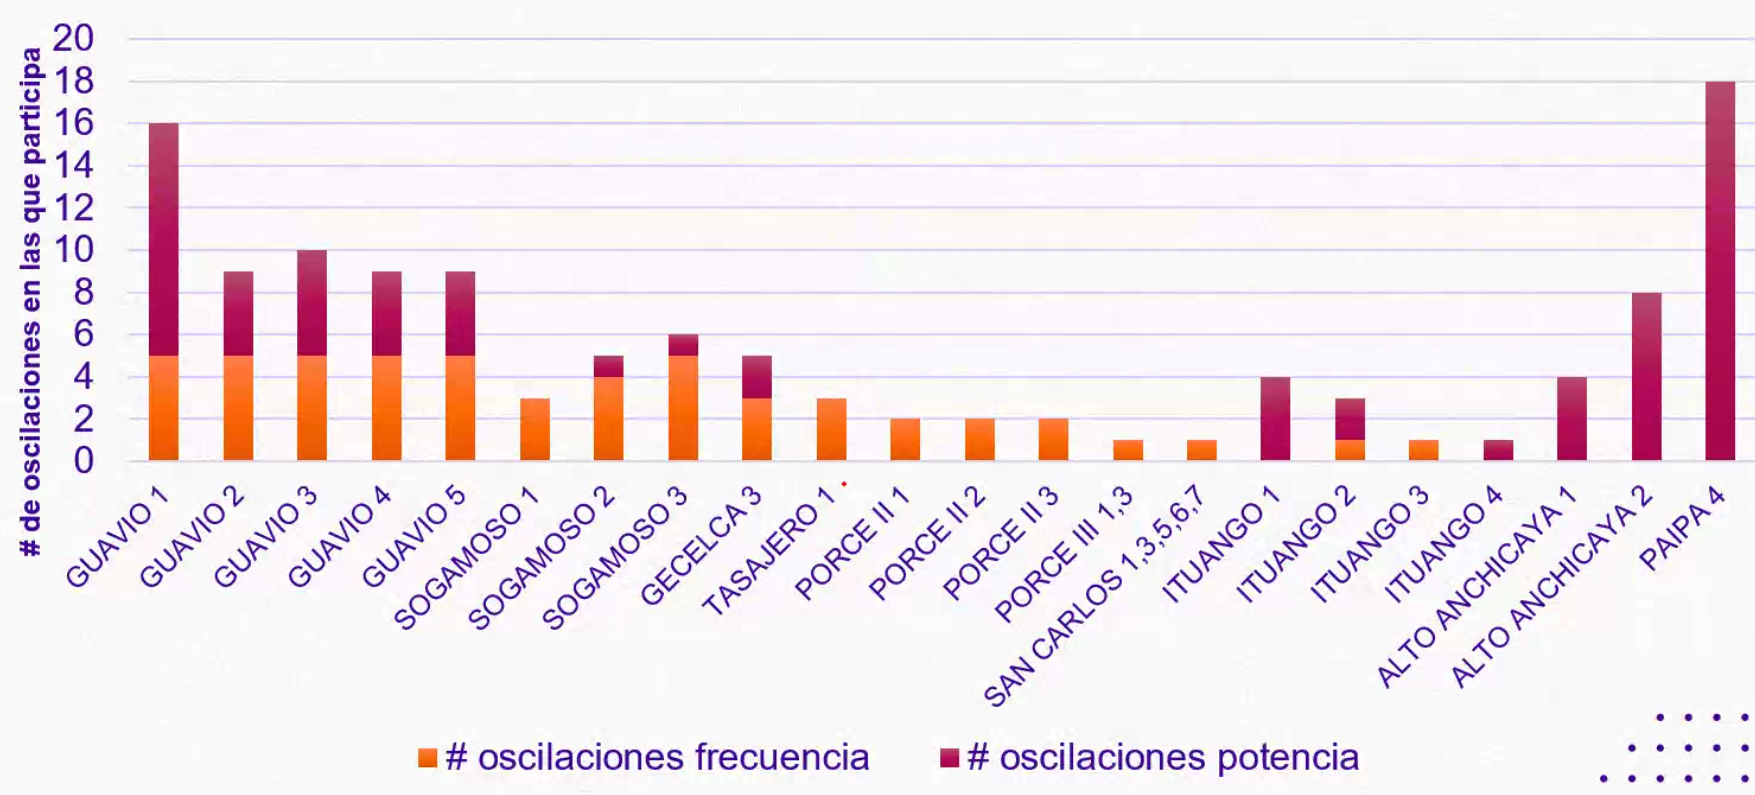 # de oscilaciones en las que participa
20
18
16
14
12
10
8
6
4
2
0
GUAVIO 1
GUAVIO 2
GUAVIO 3
GUAVIO 4
GUAVIO 5
SOGAMOSO 1
SOGAMOSO 2
SOGAMOSO 3
GECELCA 3
TASAJERO 1
PORCE II 1
PORCE II 2
PORCE II 3
PORCE III 1,3
SAN CARLOS 1,3,5,6,7
ITUANGO 1
ITUANGO 2
ITUANGO 3
ITUANGO 4
ALTO ANCHICAYA 1
ALTO ANCHICAYA 2
PAIPA 4
# oscilaciones frecuencia
# oscilaciones potencia